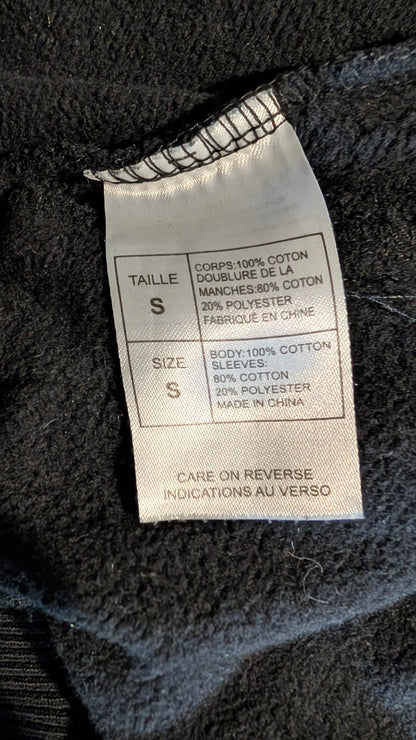 TAILLE
S
CORPS:100% COTON
DOUBLURE DE LA
MANCHES:80% COTON
20% POLYESTER
FABRIQUÉ EN CHINE
SIZE
S
BODY:100% COTTON
SLEEVES:
80% COTTON
20% POLYESTER
MADE IN CHINA
CARE ON REVERSE
INDICATIONS AU VERSO